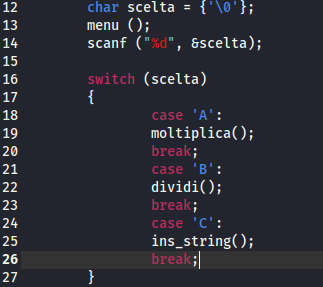 12 char scelta = {'\0'};
13 menu ();
14 scanf ("%d", &scelta);
15
16 switch (scelta)
17 {
18 case 'A':
19 moltiplica();
20 break;
21 case 'B':
22 dividi();
23 break;
24 case 'C':
25 ins_string();
26 break;
27 }